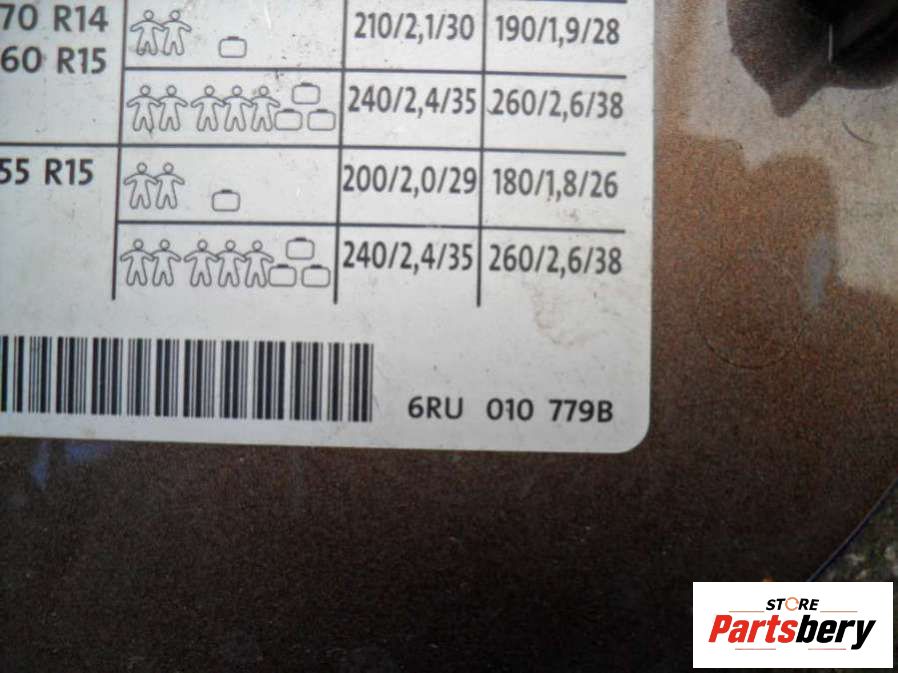 70 R14
210/2,1/30 190/1,9/28
60 R15
240/2,4/35 260/2,6/38
55 R15
200/2,0/29 180/1,8/26
240/2,4/35 260/2,6/38
6RU 010 779B
STORE
Partsbery